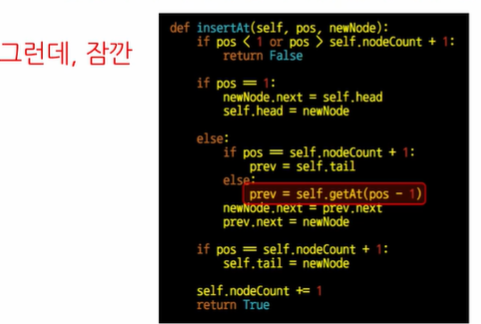 그런데, 잠깐
def insertAt(self, pos, newNode):
    if pos < 1 or pos > self.nodeCount + 1:
        return False
    if pos == 1:
        newNode.next = self.head
        self.head = newNode
    else:
        if pos == self.nodeCount + 1:
            prev = self.tail
        else:
            prev = self.getAt(pos - 1)
        newNode.next = prev.next
        prev.next = newNode
    if pos == self.nodeCount + 1:
        self.tail = newNode
    self.nodeCount += 1
    return True